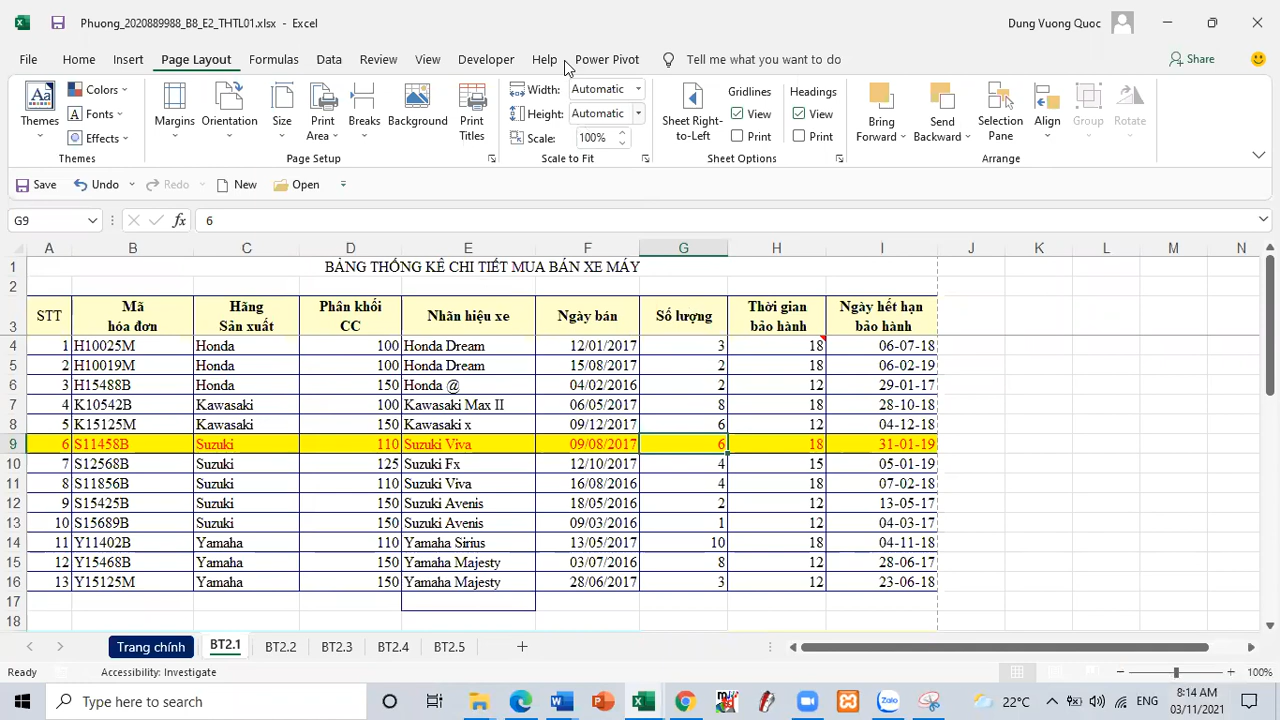 Phuong_2020889988_B8_E2_THTL01.xlsx - Excel
Dung Vuong Quoc
File Home Insert Page Layout Formulas Data Review View Developer Help Power Pivot Tell me what you want to do Share
Themes
Colors
Fonts
Effects
Themes
Margins
Orientation
Size
Print Area
Breaks
Background
Print Titles
Page Setup
Width: Automatic
Height: Automatic
Scale: 100%
Scale to Fit
Sheet Right-to-Left
Gridlines
View
Print
Headings
View
Print
Sheet Options
Bring Forward
Send Backward
Selection Pane
Align
Group
Rotate
Arrange
Save Undo Redo New Open
G9 fx 6
A B C D E F G H I J K L M N
1 BẢNG THỐNG KÊ CHI TIẾT MUA BÁN XE MÁY
2
3 STT Mã hóa đơn Hãng Sản xuất Phân khối CC Nhãn hiệu xe Ngày bán Số lượng Thời gian bảo hành Ngày hết hạn bảo hành
4 1 H10025M Honda 100 Honda Dream 12/01/2017 3 18 06-07-18
5 2 H10019M Honda 100 Honda Dream 15/08/2017 2 18 06-02-19
6 3 H15488B Honda 150 Honda @ 04/02/2016 2 12 29-01-17
7 4 K10542B Kawasaki 100 Kawasaki Max II 06/05/2017 8 18 28-10-18
8 5 K15125M Kawasaki 150 Kawasaki x 09/12/2017 6 12 04-12-18
9 6 S11458B Suzuki 110 Suzuki Viva 09/08/2017 6 18 31-01-19
10 7 S12568B Suzuki 125 Suzuki Fx 12/10/2017 4 15 05-01-19
11 8 S11856B Suzuki 110 Suzuki Viva 16/08/2016 4 18 07-02-18
12 9 S15425B Suzuki 150 Suzuki Avenis 18/05/2016 2 12 13-05-17
13 10 S15689B Suzuki 150 Suzuki Avenis 09/03/2016 1 12 04-03-17
14 11 Y11402B Yamaha 110 Yamaha Sirius 13/05/2017 10 18 04-11-18
15 12 Y15468B Yamaha 150 Yamaha Majesty 03/07/2016 8 12 28-06-17
16 13 Y15125M Yamaha 150 Yamaha Majesty 28/06/2017 3 12 23-06-18
17
18
Trang chính BT2.1 BT2.2 BT2.3 BT2.4 BT2.5
Ready Accessibility: Investigate 100%
Type here to search
22°C
ENG
8:14 AM
03/11/2021